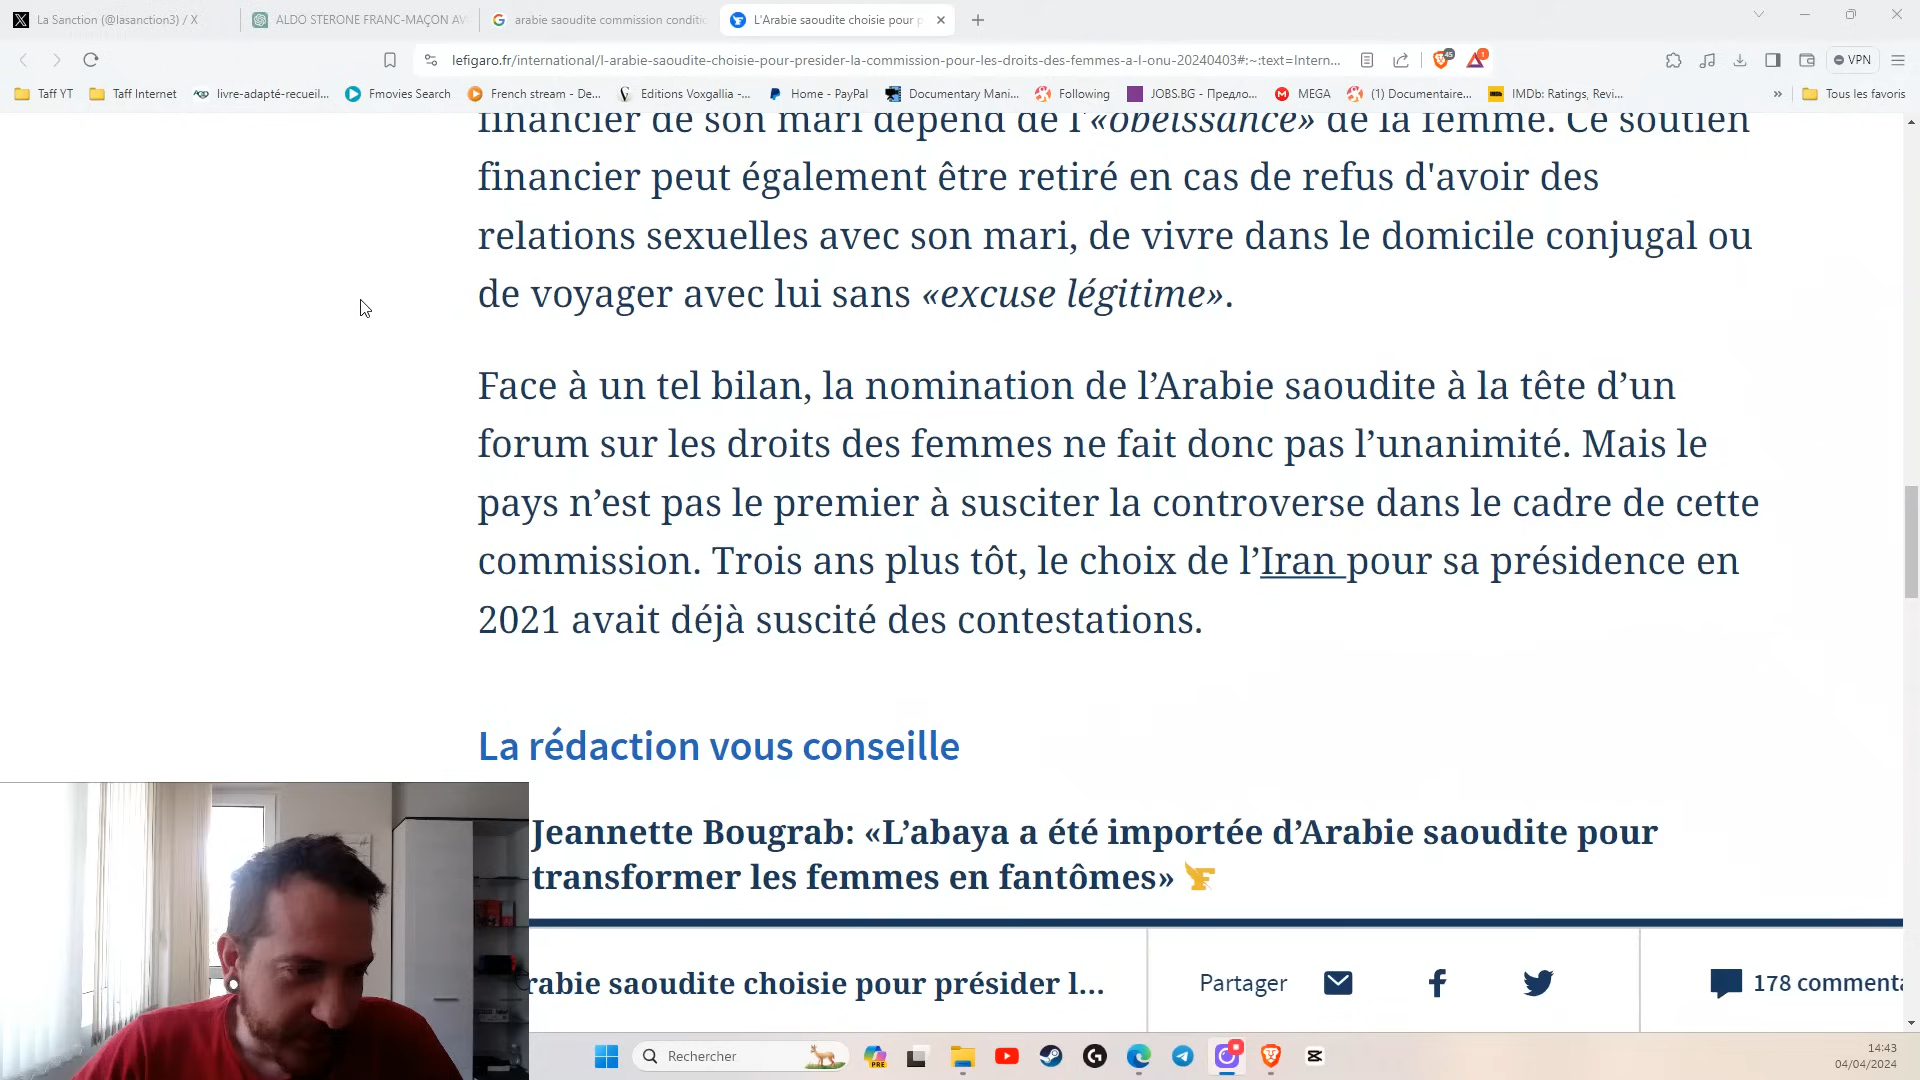 La Sanction (@lasanction3) / X
ALDO STERONE FRANC-MAÇON AV
arabie saoudite commission conditi
L'Arabie saoudite choisie pour p
lefigaro.fr/international/l-arabie-saoudite-choisie-pour-presider-la-commission-pour-les-droits-des-femmes-a-l-onu-20240403#:~:text=Intern...
45
1
VPN
Taff YT
Taff Internet
livre-adapté-recueil...
Fmovies Search
French stream - De...
Editions Voxgallia -...
Home - PayPal
Documentary Mani...
Following
JOBS.BG - Предло...
MEGA
(1) Documentaire...
IMDb: Ratings, Revi...
»
Tous les favoris
financier de son mari dépend de l'«obéissance» de la femme. Ce soutien
financier peut également être retiré en cas de refus d'avoir des
relations sexuelles avec son mari, de vivre dans le domicile conjugal ou
de voyager avec lui sans «excuse légitime».
Face à un tel bilan, la nomination de l’Arabie saoudite à la tête d’un
forum sur les droits des femmes ne fait donc pas l’unanimité. Mais le
pays n’est pas le premier à susciter la controverse dans le cadre de cette
commission. Trois ans plus tôt, le choix de l’Iran pour sa présidence en
2021 avait déjà suscité des contestations.
La rédaction vous conseille
Jeannette Bougrab: «L’abaya a été importée d’Arabie saoudite pour
transformer les femmes en fantômes»
rabie saoudite choisie pour présider l...
Partager
178 commenta
Rechercher
PRE
14:43
04/04/2024